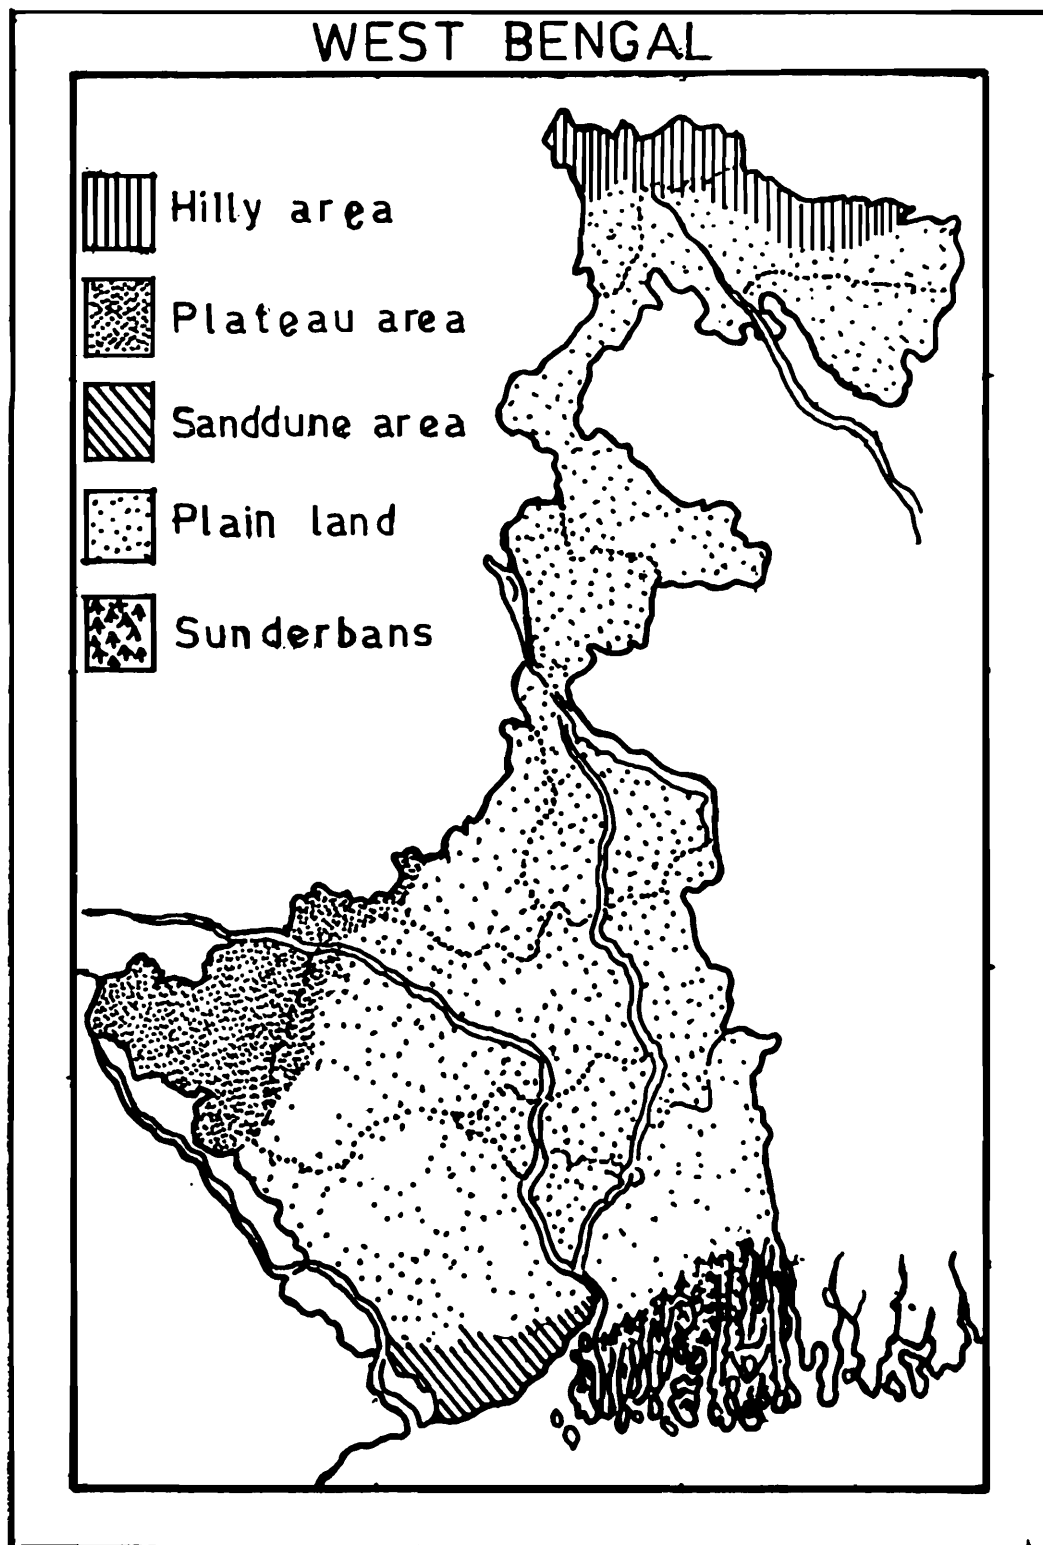 WEST BENGAL
Hilly area
Plateau area
Sanddune area
Plain land
Sunderbans